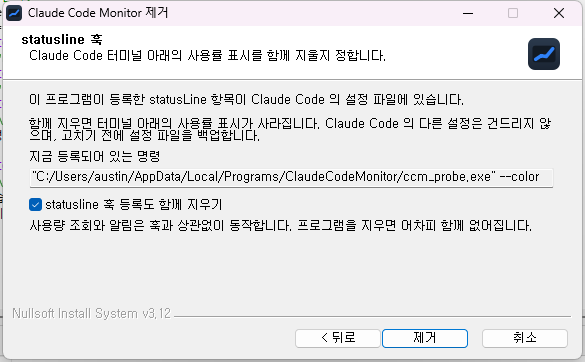 Claude Code Monitor 제거
statusline 훅
Claude Code 터미널 아래의 사용률 표시를 함께 지울지 정합니다.
이 프로그램이 등록한 statusLine 항목이 Claude Code 의 설정 파일에 있습니다.
함께 지우면 터미널 아래의 사용률 표시가 사라집니다. Claude Code 의 다른 설정은 건드리지 않
으며, 고치기 전에 설정 파일을 백업합니다.
지금 등록되어 있는 명령
"C:/Users/austin/AppData/Local/Programs/ClaudeCodeMonitor/ccm_probe.exe" --color
statusline 훅 등록도 함께 지우기
사용량 조회와 알림은 훅과 상관없이 동작합니다. 프로그램을 지우면 어차피 함께 없어집니다.
Nullsoft Install System v3.12
< 뒤로
제거
취소